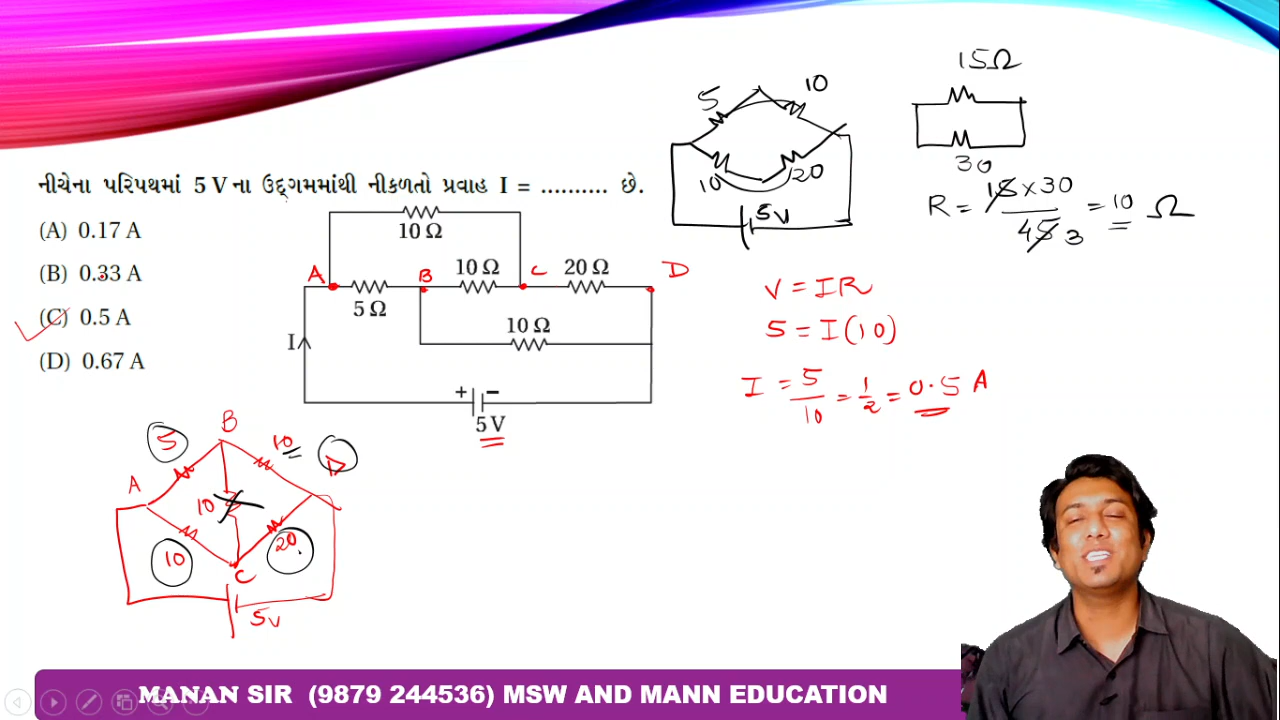 નીચેના પરિપથમાં 5 V ના ઉદ્ગમમાંથી નીકળતો પ્રવાહ I = .......... છે.
(A) 0.17 A
(B) 0.33 A
(C) 0.5 A
(D) 0.67 A
10 Ω
A
B
C
D
5 Ω
10 Ω
20 Ω
10 Ω
I
+ −
5 V
5
10
10
20
5V
15Ω
30
R = 15 × 30 / 45 3 = 10 Ω
V = IR
5 = I(10)
I = 5/10 = 1/2 = 0.5 A
B
5
10
D
A
10
10
20
C
5V
MANAN SIR (9879 244536) MSW AND MANN EDUCATION